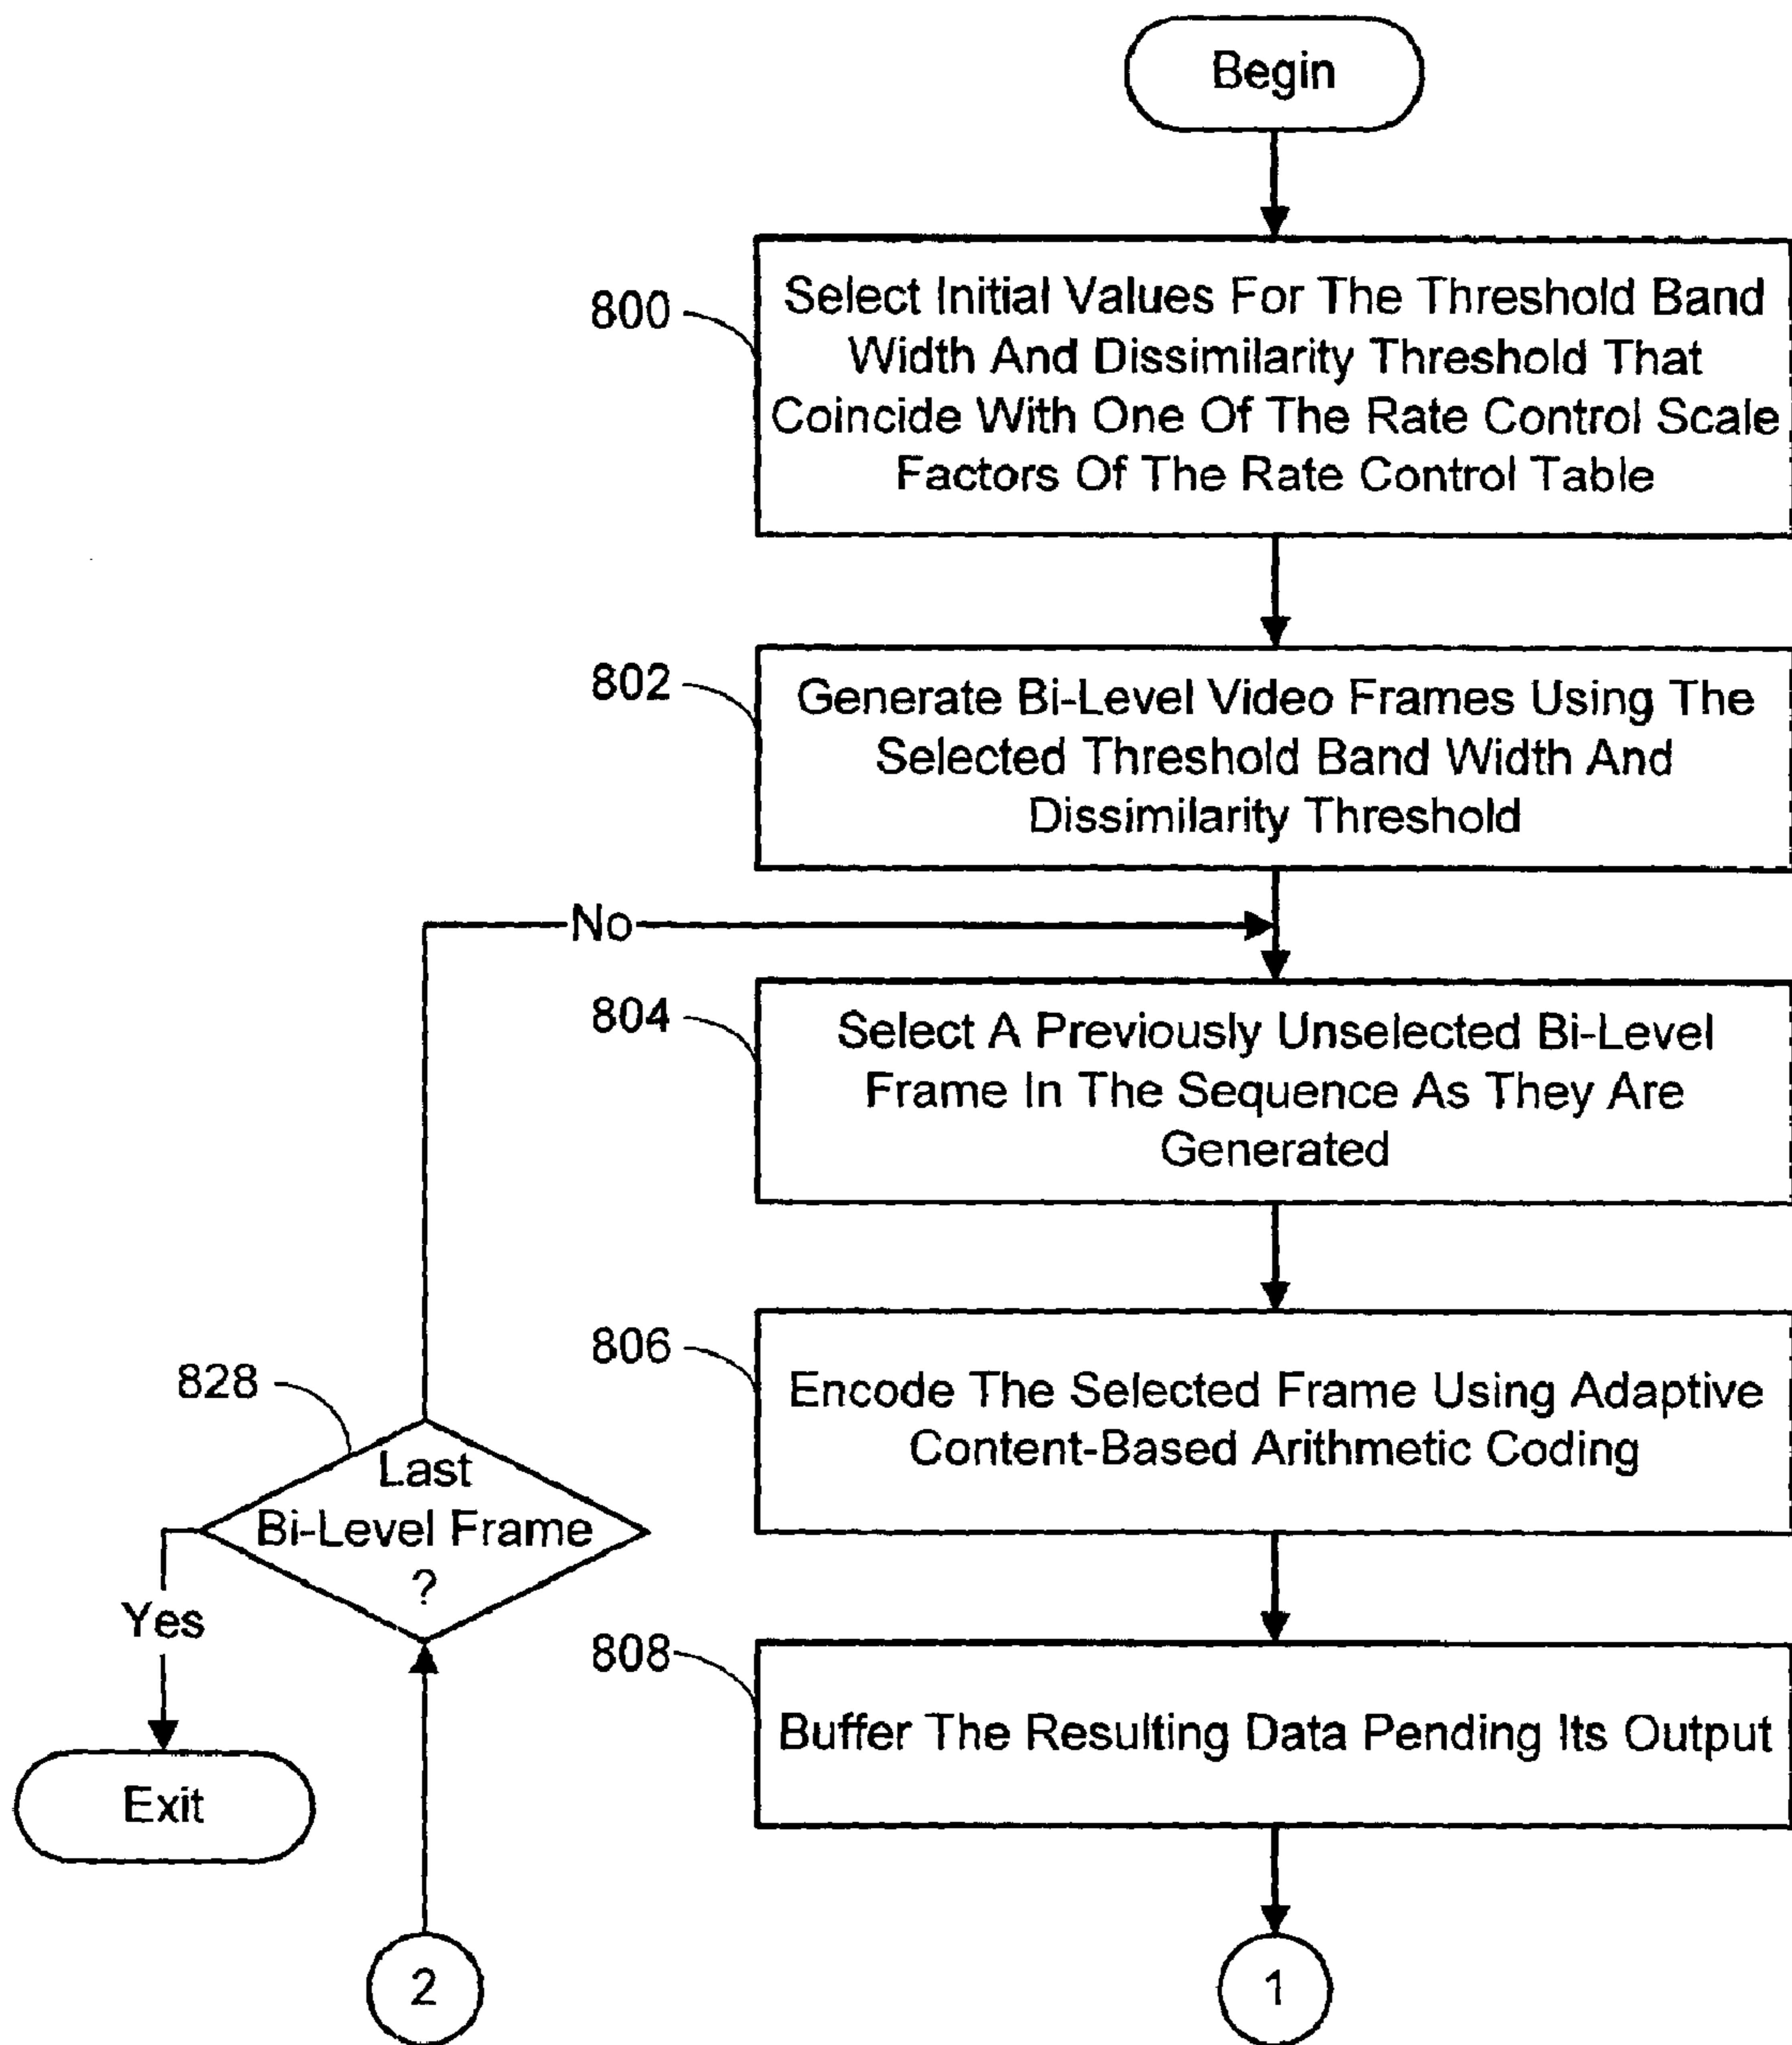 Begin
800
Select Initial Values For The Threshold Band
Width And Dissimilarity Threshold That
Coincide With One Of The Rate Control Scale
Factors Of The Rate Control Table
802
Generate Bi-Level Video Frames Using The
Selected Threshold Band Width And
Dissimilarity Threshold
No
804
Select A Previously Unselected Bi-Level
Frame In The Sequence As They Are
Generated
806
Encode The Selected Frame Using Adaptive
Content-Based Arithmetic Coding
828
Last
Bi-Level Frame
?
Yes
808
Buffer The Resulting Data Pending Its Output
Exit
2
1